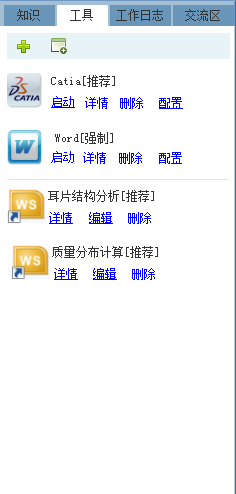 知识 工具 工作日志 交流区
CATIA
Catia[推荐]
启动 详情 删除 配置
W
Word[强制]
启动 详情 删除 配置
WS
耳片结构分析[推荐]
详情 编辑 删除
WS
质量分布计算[推荐]
详情 编辑 删除